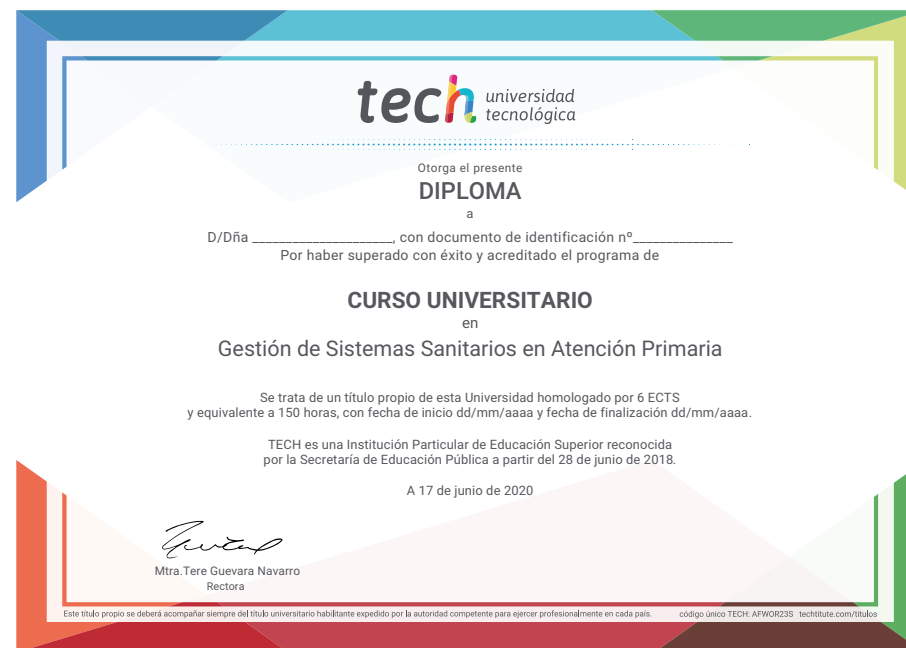 tech universidad
tecnológica
Otorga el presente
DIPLOMA
a
D/Dña _____________________, con documento de identificación nº_______________
Por haber superado con éxito y acreditado el programa de
CURSO UNIVERSITARIO
en
Gestión de Sistemas Sanitarios en Atención Primaria
Se trata de un título propio de esta Universidad homologado por 6 ECTS
y equivalente a 150 horas, con fecha de inicio dd/mm/aaaa y fecha de finalización dd/mm/aaaa.
TECH es una Institución Particular de Educación Superior reconocida
por la Secretaría de Educación Pública a partir del 28 de junio de 2018.
A 17 de junio de 2020
Mtra.Tere Guevara Navarro
Rectora
Este título propio se deberá acompañar siempre del título universitario habilitante expedido por la autoridad competente para ejercer profesionalmente en cada país. código único TECH: AFWOR23S techtitute.com/titulos